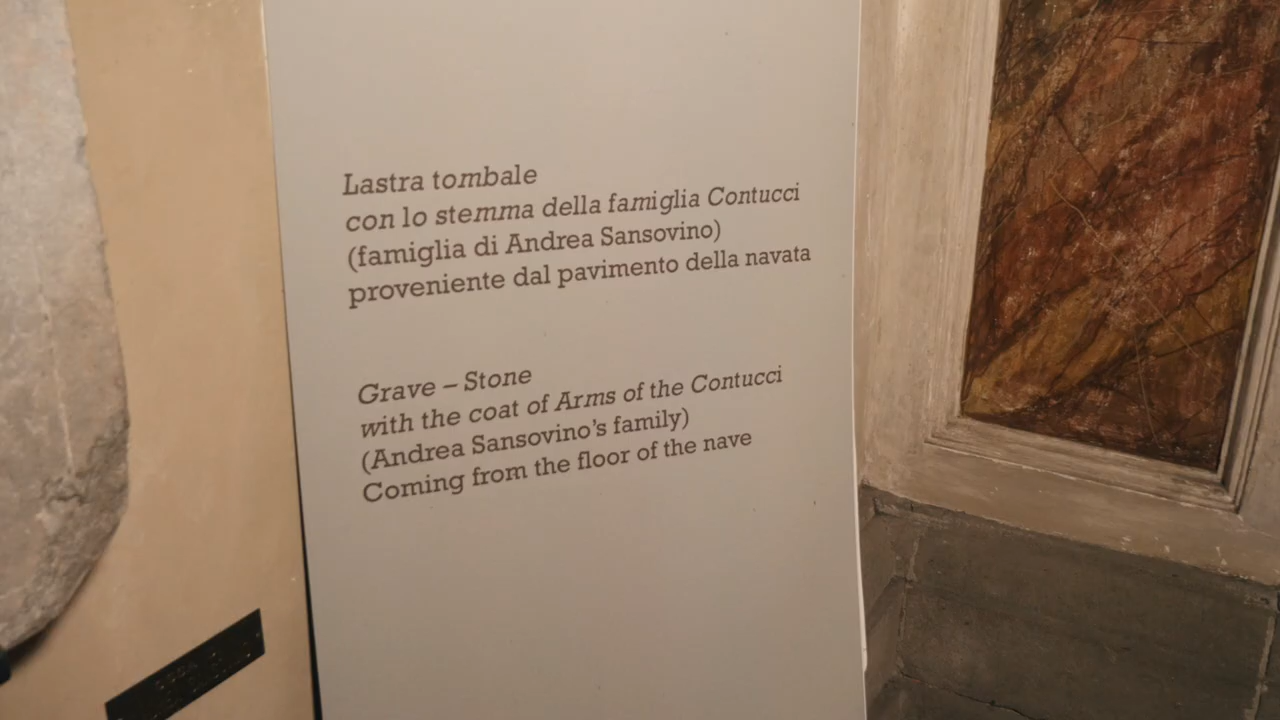 Lastra tombale
con lo stemma della famiglia Contucci
(famiglia di Andrea Sansovino)
proveniente dal pavimento della navata
Grave – Stone
with the coat of Arms of the Contucci
(Andrea Sansovino’s family)
Coming from the floor of the nave